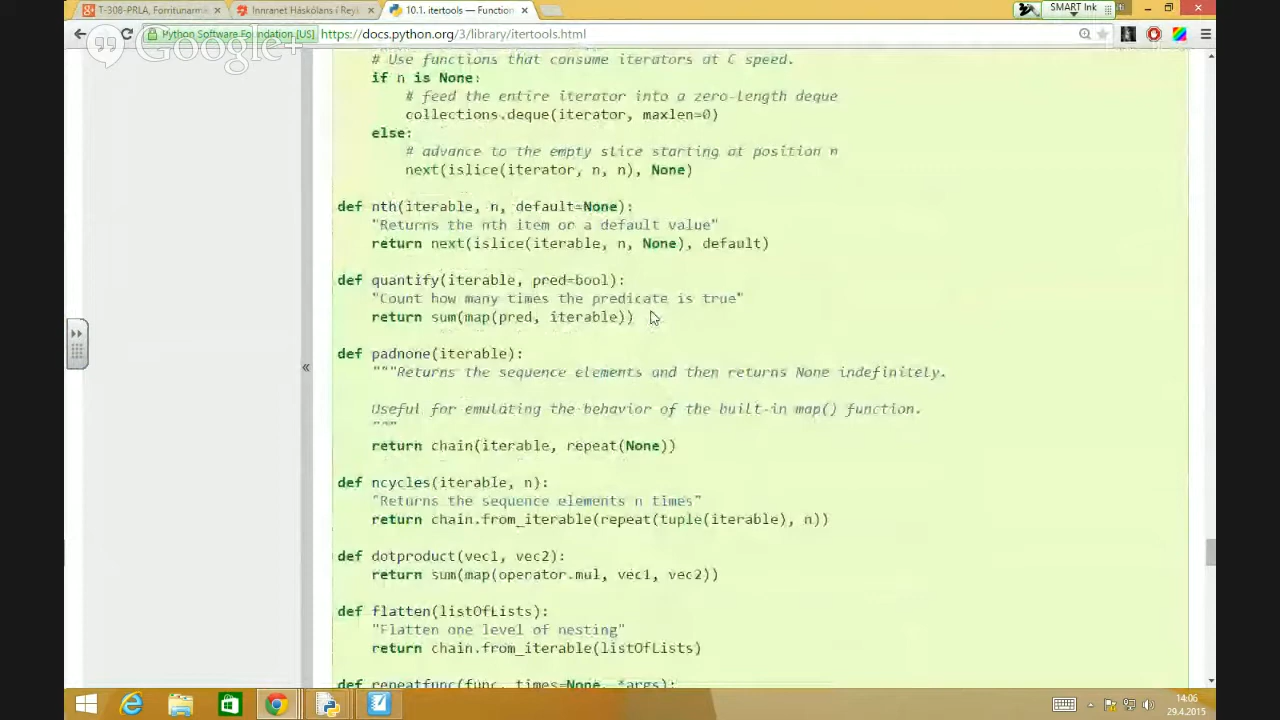 T-308-PRLA, Forritunarm
Innranet Háskólans í Reyk
10.1. itertools — Function
SMART Ink
Google+
Python Software Foundation [US]
https://docs.python.org/3/library/itertools.html
# Use functions that consume iterators at C speed.
if n is None:
# feed the entire iterator into a zero-length deque
collections.deque(iterator, maxlen=0)
else:
# advance to the empty slice starting at position n
next(islice(iterator, n, n), None)
def nth(iterable, n, default=None):
"Returns the nth item or a default value"
return next(islice(iterable, n, None), default)
def quantify(iterable, pred=bool):
"Count how many times the predicate is true"
return sum(map(pred, iterable))
def padnone(iterable):
"""Returns the sequence elements and then returns None indefinitely.
Useful for emulating the behavior of the built-in map() function.
"""
return chain(iterable, repeat(None))
def ncycles(iterable, n):
"Returns the sequence elements n times"
return chain.from_iterable(repeat(tuple(iterable), n))
def dotproduct(vec1, vec2):
return sum(map(operator.mul, vec1, vec2))
def flatten(listOfLists):
"Flatten one level of nesting"
return chain.from_iterable(listOfLists)
def repeatfunc(func, times=None, *args):
14:06
29.4.2015